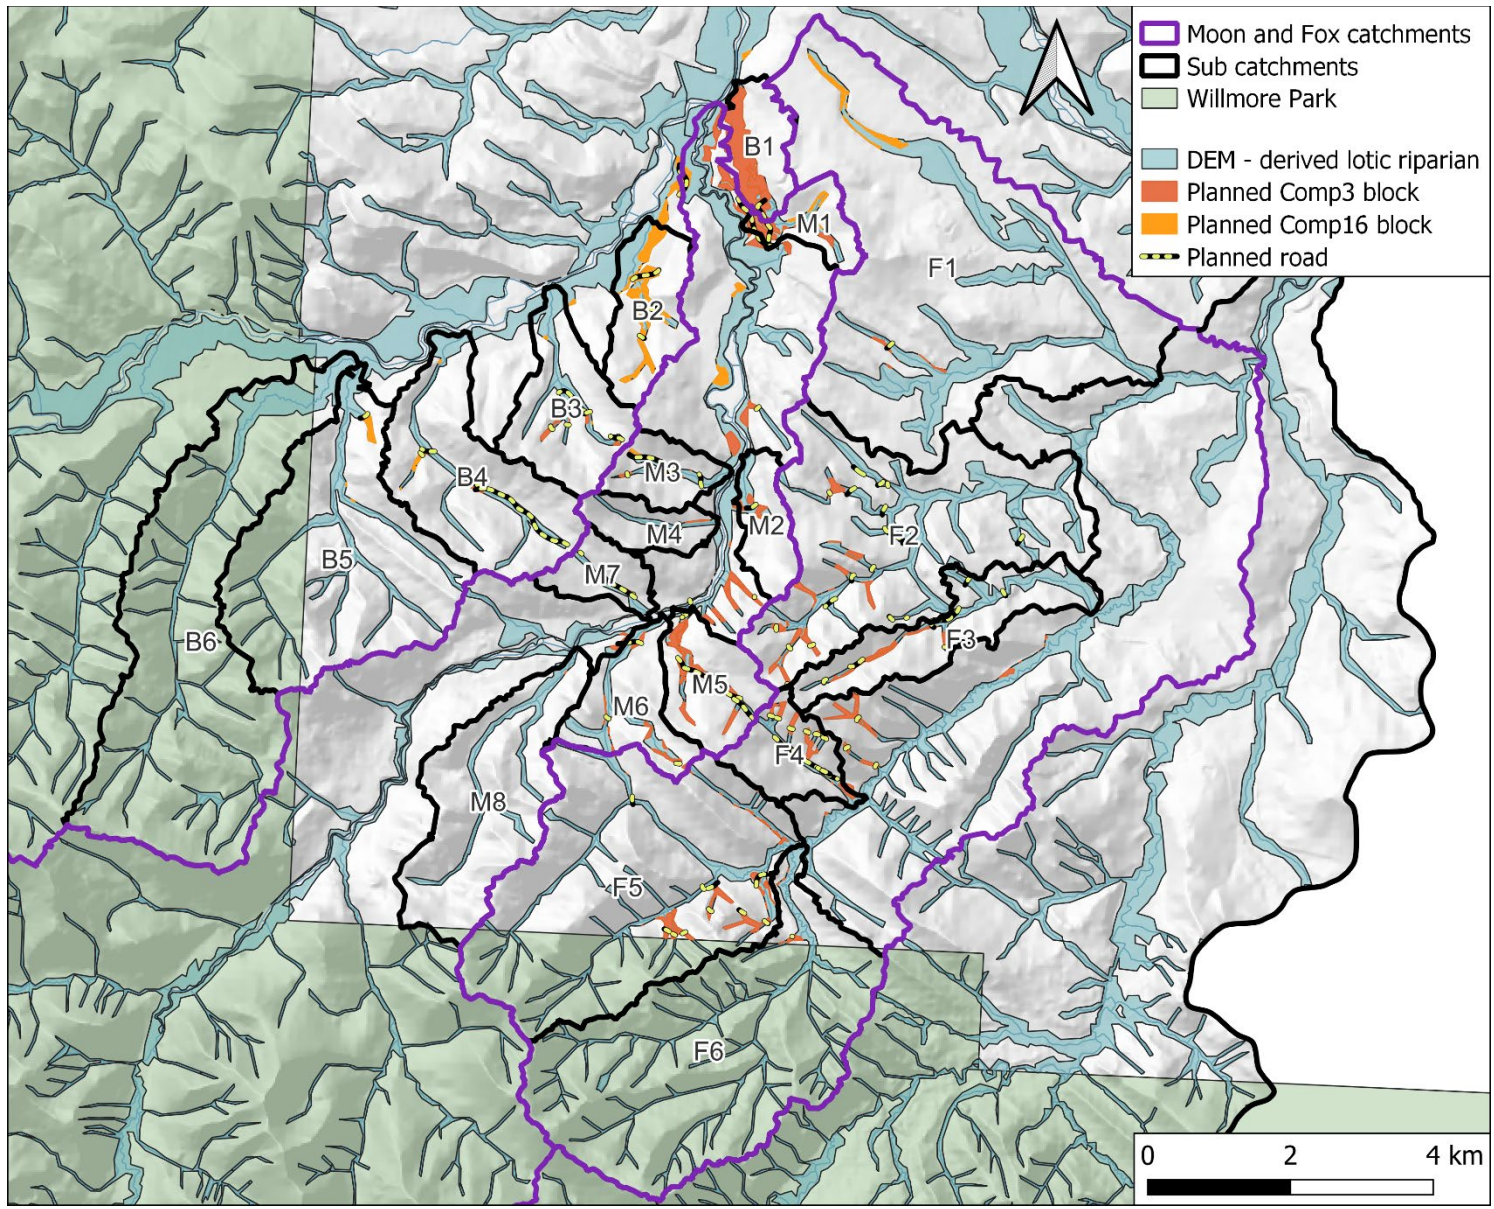 Moon and Fox catchments
Sub catchments
Willmore Park
DEM - derived lotic riparian
Planned Comp3 block
Planned Comp16 block
Planned road
B1
M1
F1
B2
B3
B4
M3
M4
M2
F2
B5
M7
B6
F3
M5
M6
F4
M8
F5
F6
0 2 4 km